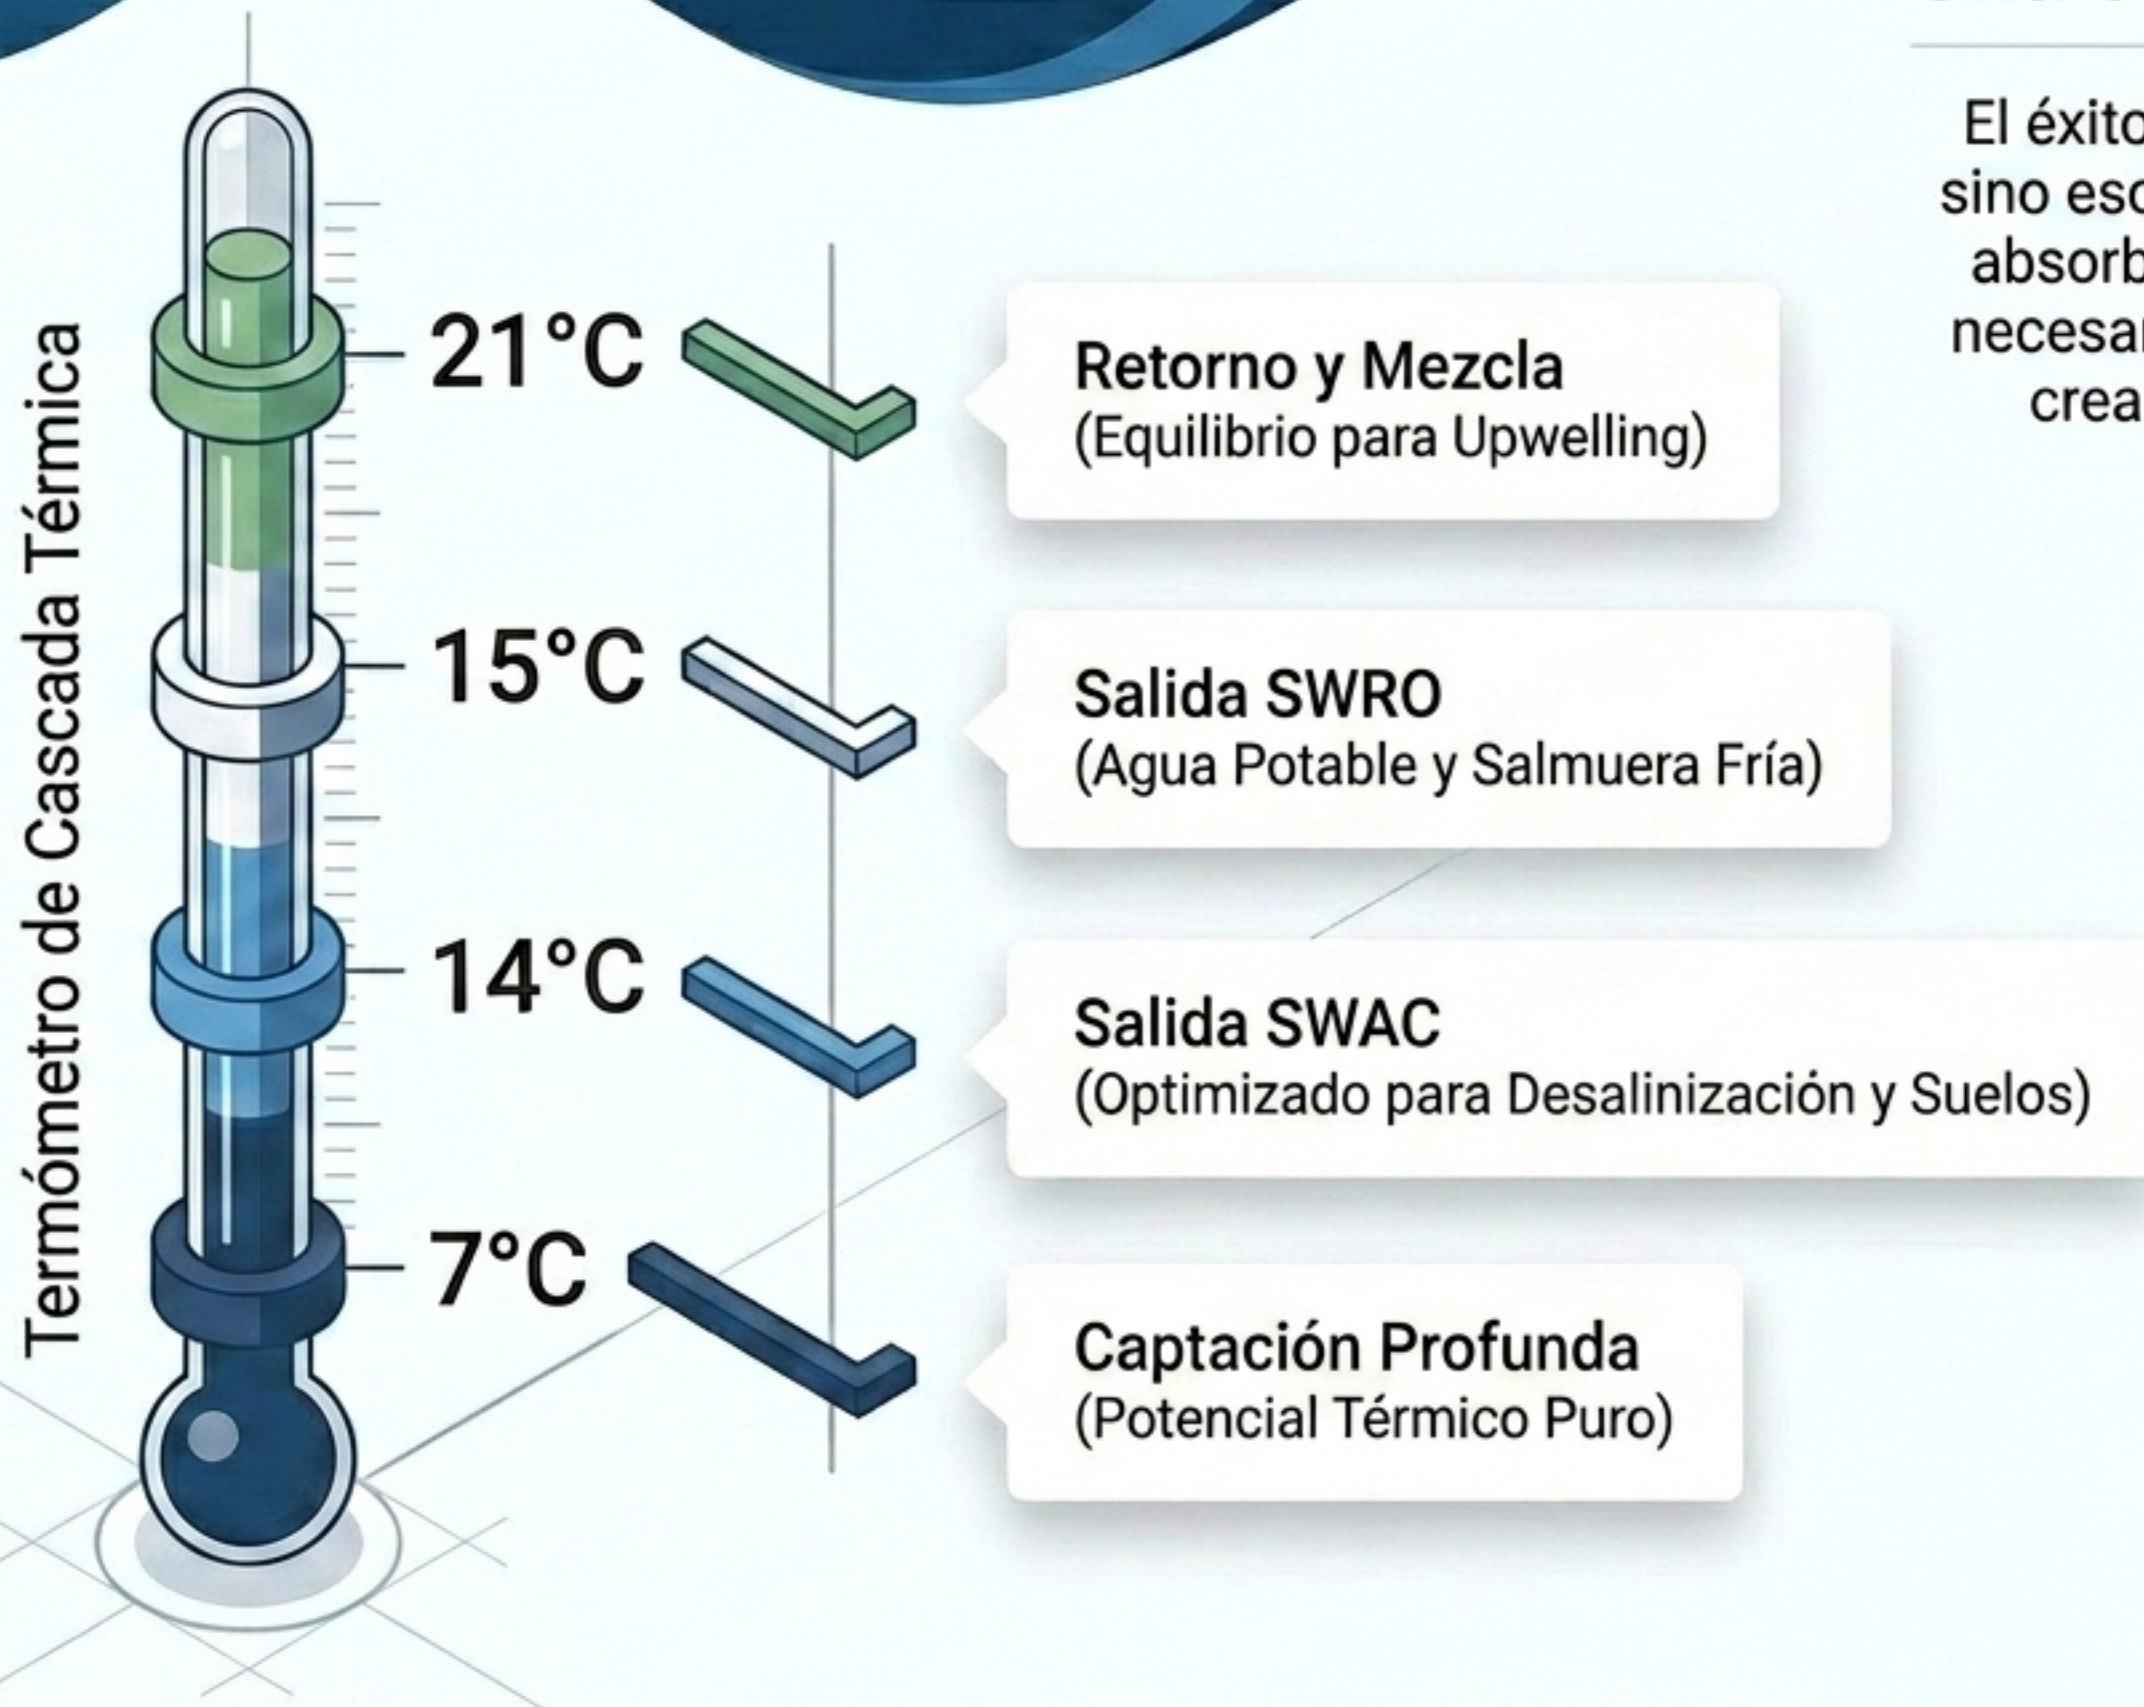 Termómetro de Cascada Térmica
21°C
Retorno y Mezcla
(Equilibrio para Upwelling)
15°C
Salida SWRO
(Agua Potable y Salmuera Fría)
14°C
Salida SWAC
(Optimizado para Desalinización y Suelos)
7°C
Captación Profunda
(Potencial Térmico Puro)
El éxito
sino